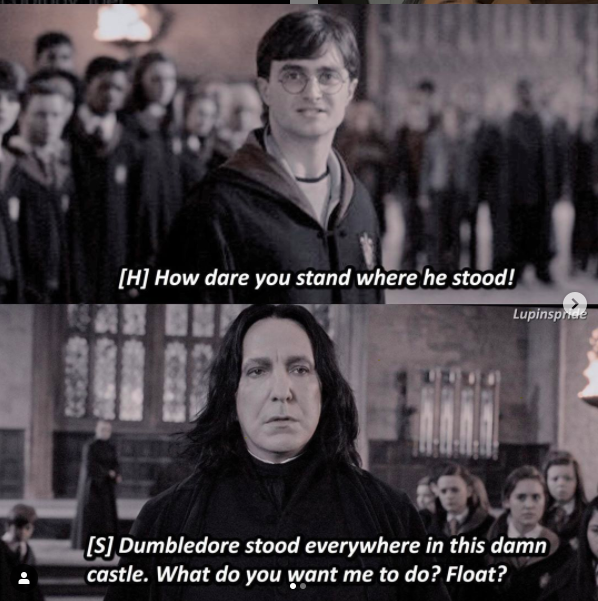 [H] How dare you stand where he stood!
Lupinspride
[S] Dumbledore stood everywhere in this damn
castle. What do you want me to do? Float?